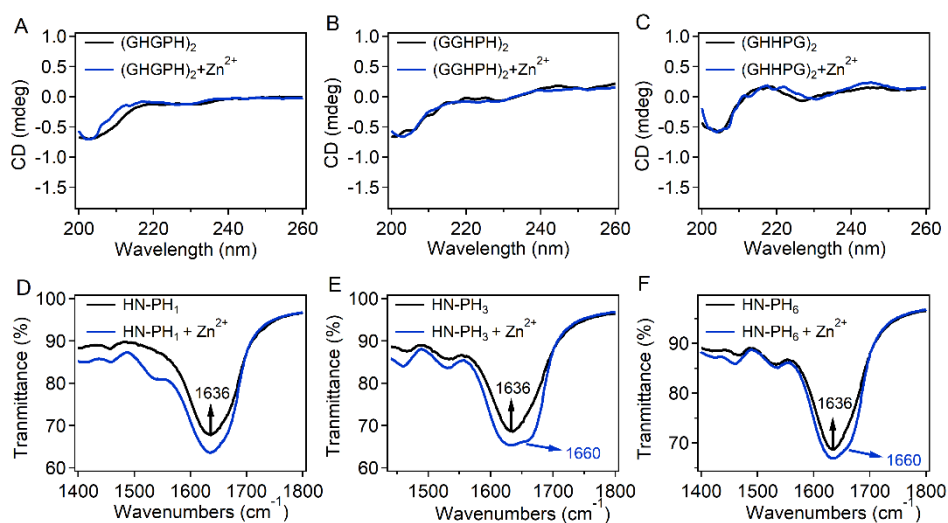 A
(GHGPH)₂
(GHGPH)₂+Zn²⁺
CD (mdeg)
1.0
0.5
0.0
-0.5
-1.0
-1.5
200 220 240 260
Wavelength (nm)
B
(GGHPH)₂
(GGHPH)₂+Zn²⁺
CD (mdeg)
1.0
0.5
0.0
-0.5
-1.0
-1.5
200 220 240 260
Wavelength (nm)
C
(GHHPG)₂
(GHHPG)₂+Zn²⁺
CD (mdeg)
1.0
0.5
0.0
-0.5
-1.0
-1.5
200 220 240 260
Wavelength (nm)
D
HN-PH₁
HN-PH₁ + Zn²⁺
Tranmittance (%)
100
90
80
70
60
1636
1400 1500 1600 1700 1800
Wavenumbers (cm⁻¹)
E
HN-PH₃
HN-PH₃ + Zn²⁺
Tranmittance (%)
100
90
80
70
60
1636
1660
1500 1600 1700 1800
Wavenumbers (cm⁻¹)
F
HN-PH₆
HN-PH₆ + Zn²⁺
Tranmittance (%)
100
90
80
70
1636
1660
1400 1500 1600 1700 1800
Wavenumbers (cm⁻¹)